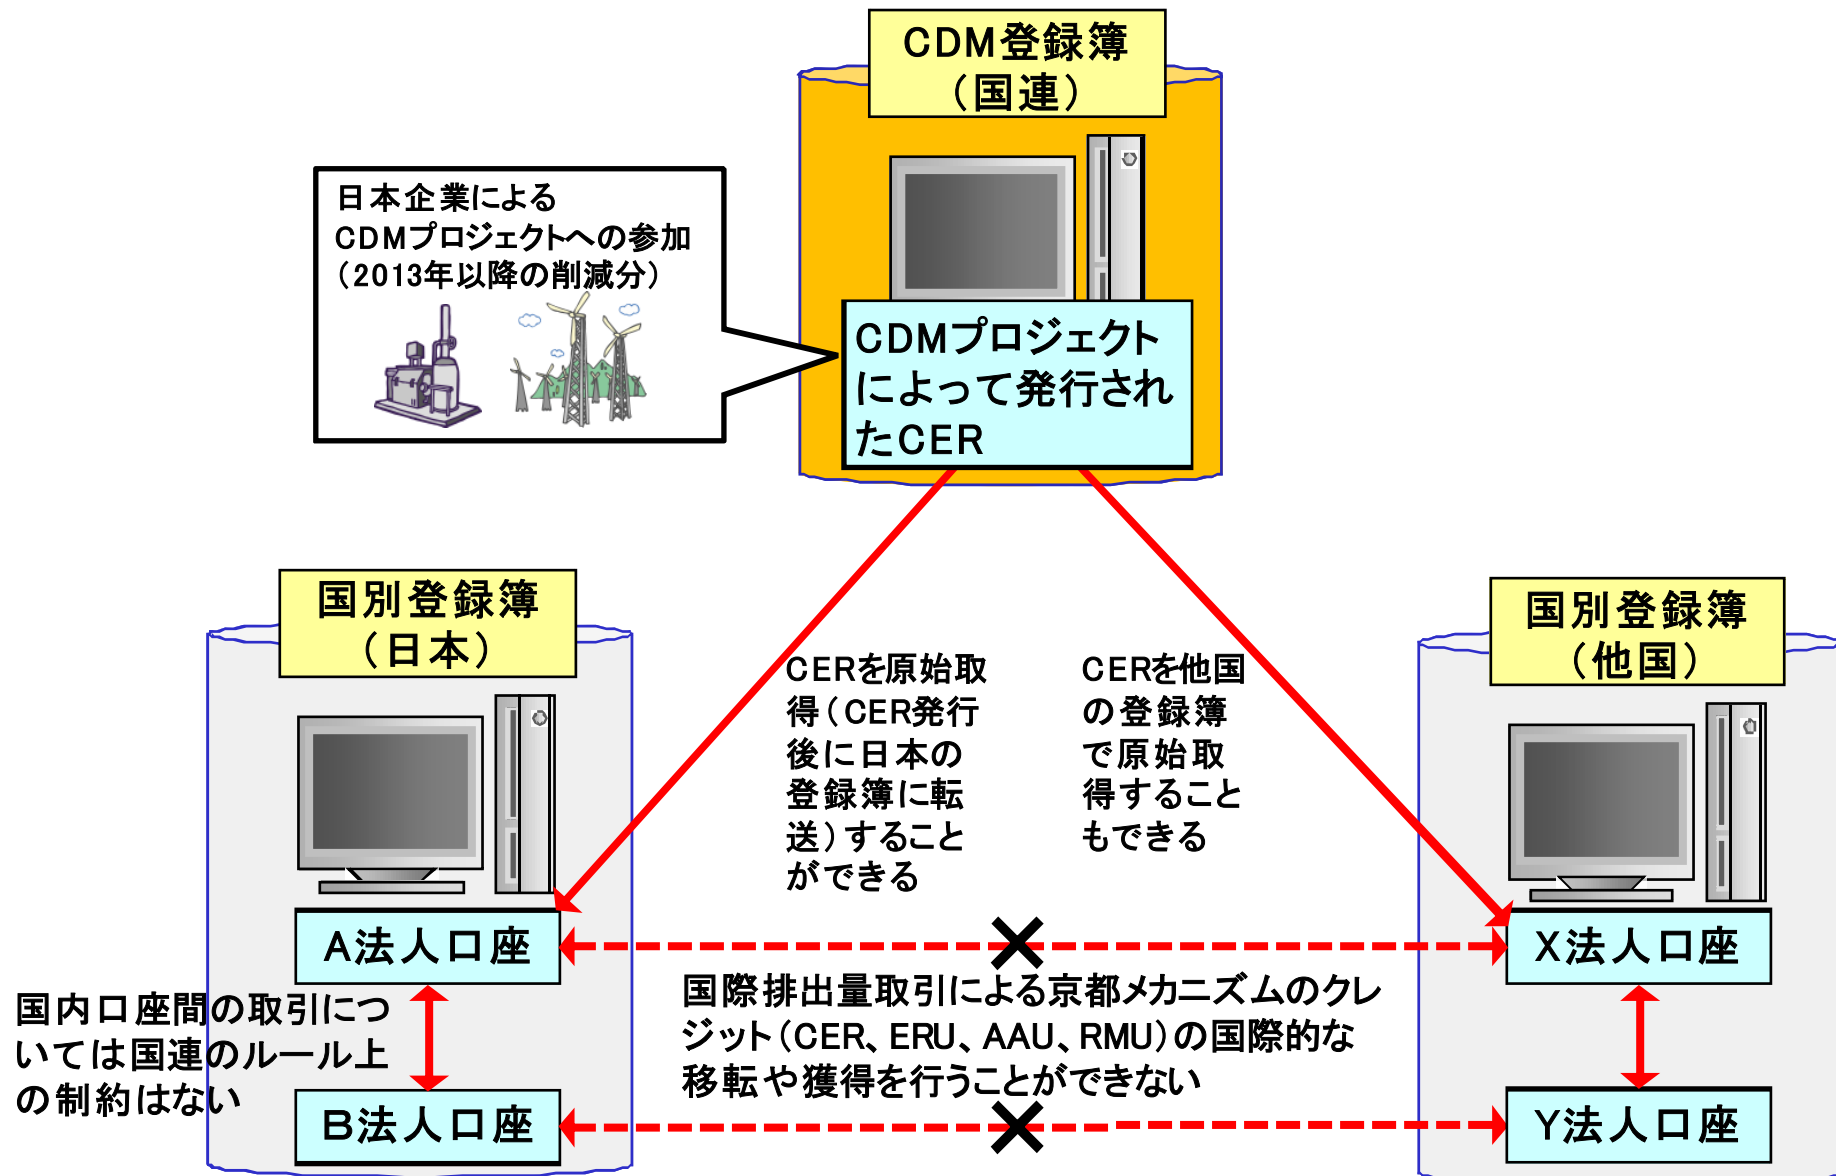 CDM登録簿
（国連）
日本企業による
CDMプロジェクトへの参加
（2013年以降の削減分）
CDMプロジェクト
によって発行され
たCER
国別登録簿
（日本）
国別登録簿
（他国）
CERを原始取
得（CER発行
後に日本の
登録簿に転
送）すること
ができる
CERを他国
の登録簿
で原始取
得すること
もできる
A法人口座
X法人口座
国内口座間の取引につ
いては国連のルール上
の制約はない
国際排出量取引による京都メカニズムのクレ
ジット（CER、ERU、AAU、RMU）の国際的な
移転や獲得を行うことができない
B法人口座
Y法人口座